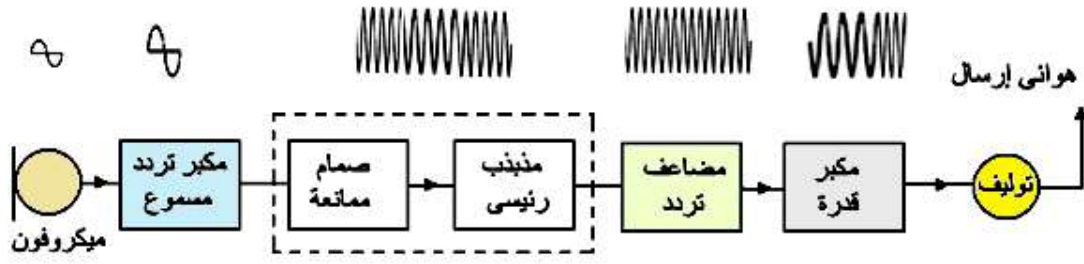 هوائى إرسال
مكبر تردد
مسموع
صمام
ممانعة
مذبذب
رئيسى
مضاعف
تردد
مكبر
قدرة
توليف
ميكروفون